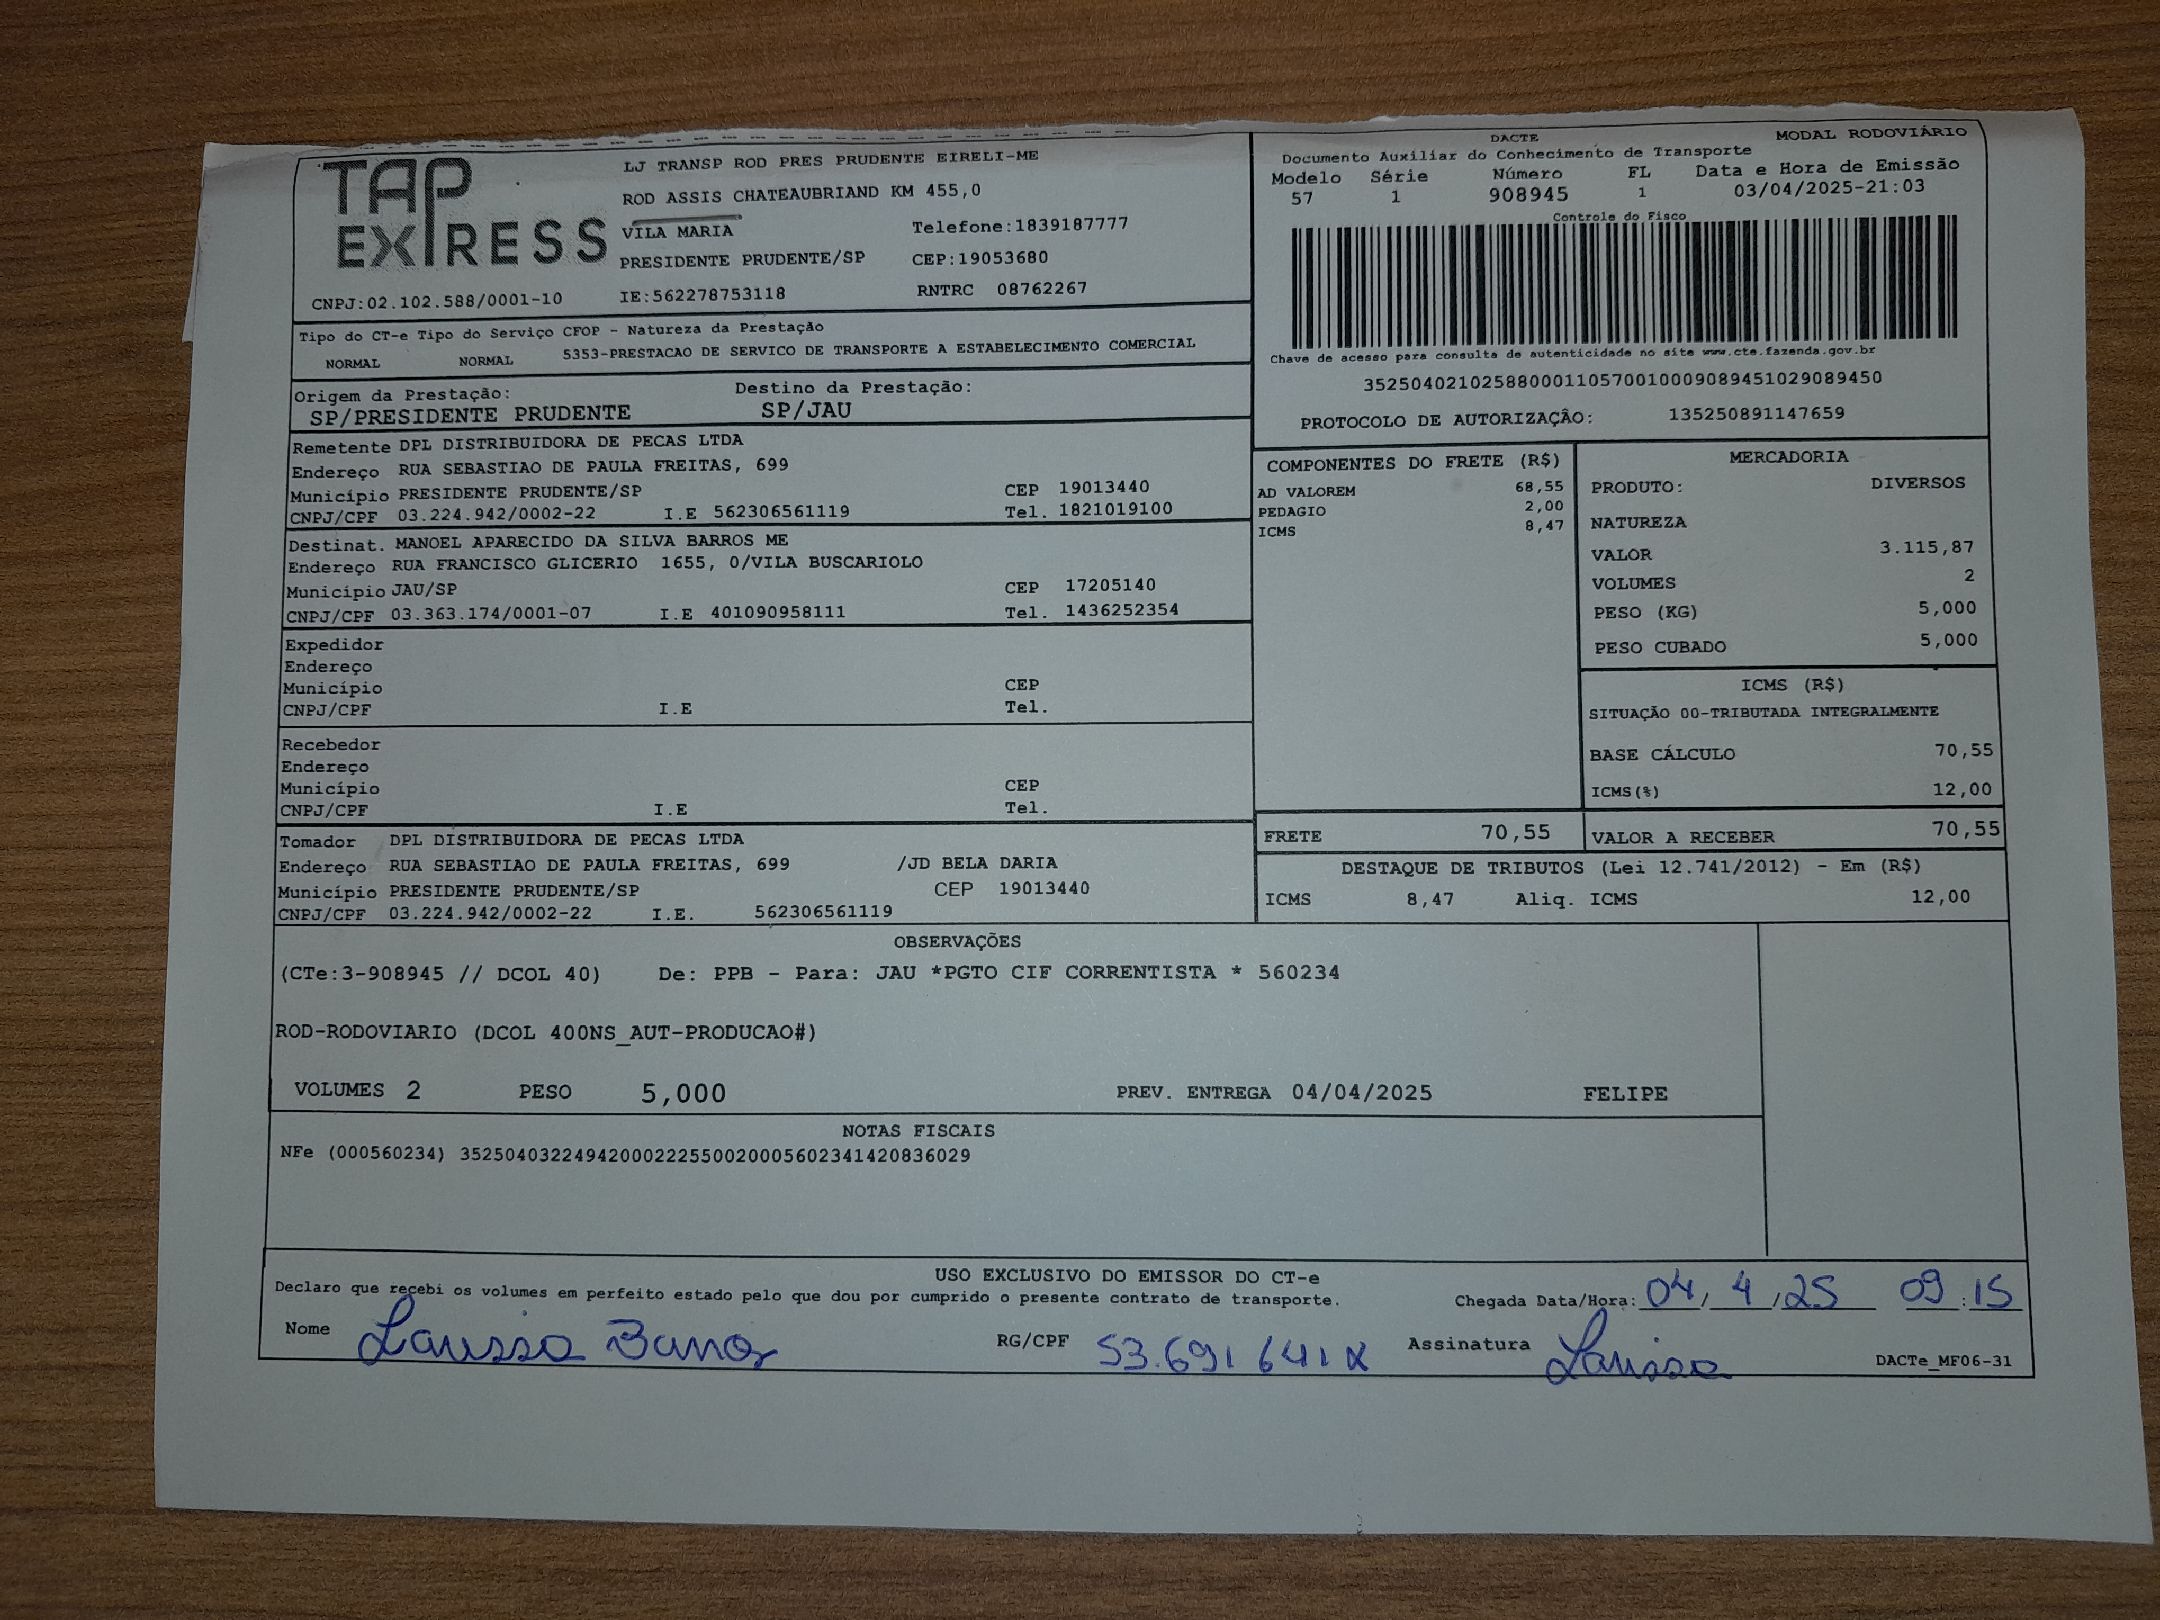 TAP EXPRESS
LJ TRANSP ROD PRES PRUDENTE EIRELI-ME
ROD ASSIS CHATEAUBRIAND KM 455,0
VILA MARIA Telefone:1839187777
PRESIDENTE PRUDENTE/SP CEP:19053680
CNPJ:02.102.588/0001-10 IE:562278753118 RNTRC 08762267
DACTE MODAL RODOVIÁRIO
Documento Auxiliar do Conhecimento de Transporte
Modelo Série Número FL Data e Hora de Emissão
57 1 908945 1 03/04/2025-21:03
Controle do Fisco
Chave de acesso para consulta de autenticidade no site www.cte.fazenda.gov.br
35250402102588000110570010009089451029089450
PROTOCOLO DE AUTORIZAÇÃO: 135250891147659
Tipo do CT-e Tipo do Serviço CFOP - Natureza da Prestação
NORMAL NORMAL 5353-PRESTACAO DE SERVICO DE TRANSPORTE A ESTABELECIMENTO COMERCIAL
Origem da Prestação: Destino da Prestação:
SP/PRESIDENTE PRUDENTE SP/JAU
Remetente DPL DISTRIBUIDORA DE PECAS LTDA
Endereço RUA SEBASTIAO DE PAULA FREITAS, 699
Município PRESIDENTE PRUDENTE/SP CEP 19013440
CNPJ/CPF 03.224.942/0002-22 I.E 562306561119 Tel. 1821019100
Destinat. MANOEL APARECIDO DA SILVA BARROS ME
Endereço RUA FRANCISCO GLICERIO 1655, 0/VILA BUSCARIOLO
Município JAU/SP CEP 17205140
CNPJ/CPF 03.363.174/0001-07 I.E 401090958111 Tel. 1436252354
Expedidor
Endereço
Município CEP
CNPJ/CPF I.E Tel.
Recebedor
Endereço
Município CEP
CNPJ/CPF I.E Tel.
Tomador DPL DISTRIBUIDORA DE PECAS LTDA
Endereço RUA SEBASTIAO DE PAULA FREITAS, 699 /JD BELA DARIA
Município PRESIDENTE PRUDENTE/SP CEP 19013440
CNPJ/CPF 03.224.942/0002-22 I.E. 562306561119
COMPONENTES DO FRETE (R$)
AD VALOREM 68,55
PEDAGIO 2,00
ICMS 8,47
MERCADORIA
PRODUTO: DIVERSOS
NATUREZA
VALOR 3.115,87
VOLUMES 2
PESO (KG) 5,000
PESO CUBADO 5,000
ICMS (R$)
SITUAÇÃO 00-TRIBUTADA INTEGRALMENTE
BASE CÁLCULO 70,55
ICMS(%) 12,00
FRETE 70,55 VALOR A RECEBER 70,55
DESTAQUE DE TRIBUTOS (Lei 12.741/2012) - Em (R$)
ICMS 8,47 Aliq. ICMS 12,00
OBSERVAÇÕES
(CTe:3-908945 // DCOL 40) De: PPB - Para: JAU *PGTO CIF CORRENTISTA * 560234
ROD-RODOVIARIO (DCOL 400NS_AUT-PRODUCAO#)
VOLUMES 2 PESO 5,000 PREV. ENTREGA 04/04/2025 FELIPE
NOTAS FISCAIS
NFe (000560234) 35250403224942000222550020005602341420836029
USO EXCLUSIVO DO EMISSOR DO CT-e
Declaro que recebi os volumes em perfeito estado pelo que dou por cumprido o presente contrato de transporte. Chegada Data/Hora: 04/4/25 09:15
Nome Larissa Barros RG/CPF 53.691641X Assinatura Larissa
DACTe_MF06-31